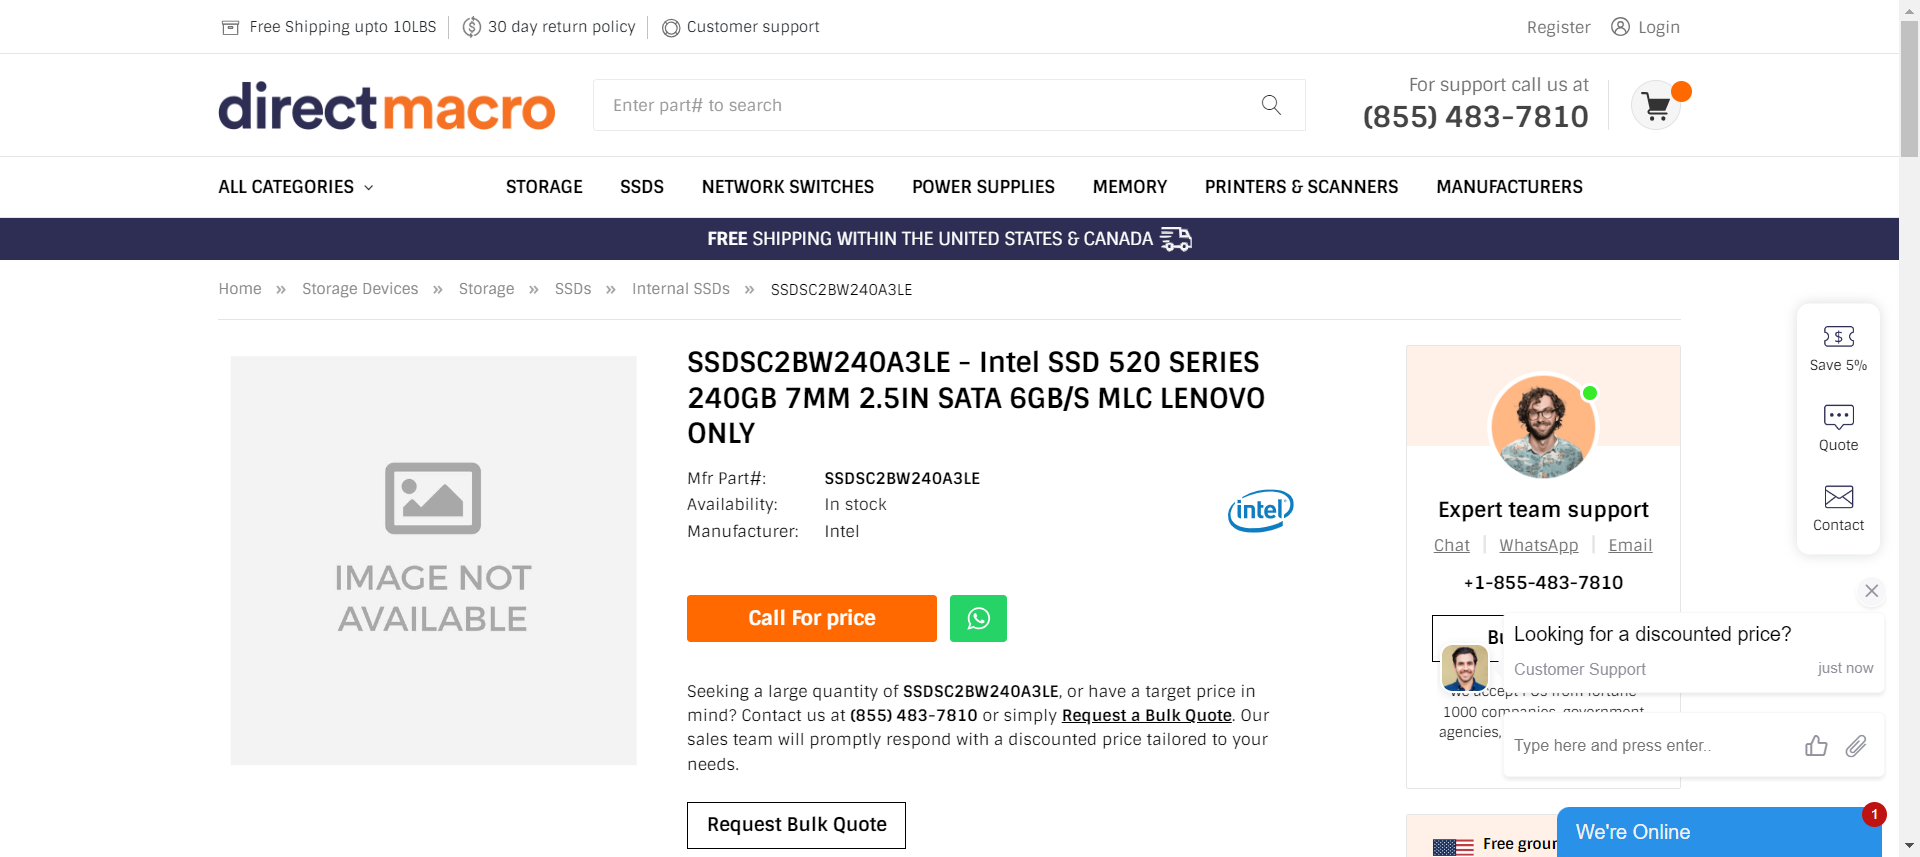 Free Shipping upto 10LBS
30 day return policy
Customer support
Register
Login
directmacro
Enter part# to search
For support call us at
(855) 483-7810
ALL CATEGORIES
STORAGE
SSDS
NETWORK SWITCHES
POWER SUPPLIES
MEMORY
PRINTERS & SCANNERS
MANUFACTURERS
FREE SHIPPING WITHIN THE UNITED STATES & CANADA
Home » Storage Devices » Storage » SSDs » Internal SSDs » SSDSC2BW240A3LE
IMAGE NOT
AVAILABLE
SSDSC2BW240A3LE - Intel SSD 520 SERIES
240GB 7MM 2.5IN SATA 6GB/S MLC LENOVO
ONLY
Mfr Part#: SSDSC2BW240A3LE
Availability: In stock
Manufacturer: Intel
intel
Call For price
Seeking a large quantity of SSDSC2BW240A3LE, or have a target price in
mind? Contact us at (855) 483-7810 or simply Request a Bulk Quote. Our
sales team will promptly respond with a discounted price tailored to your
needs.
Request Bulk Quote
Expert team support
Chat
WhatsApp
Email
+1-855-483-7810
1000 companies, government
agencies,
Free
Save 5%
Quote
Contact
Looking for a discounted price?
Customer Support
just now
Type here and press enter..
We're Online
1